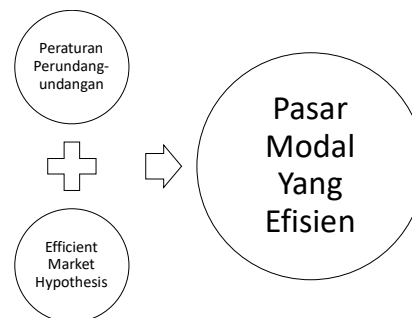 Peraturan
Perundang-
undangan
Efficient
Market
Hypothesis
Pasar
Modal
Yang
Efisien